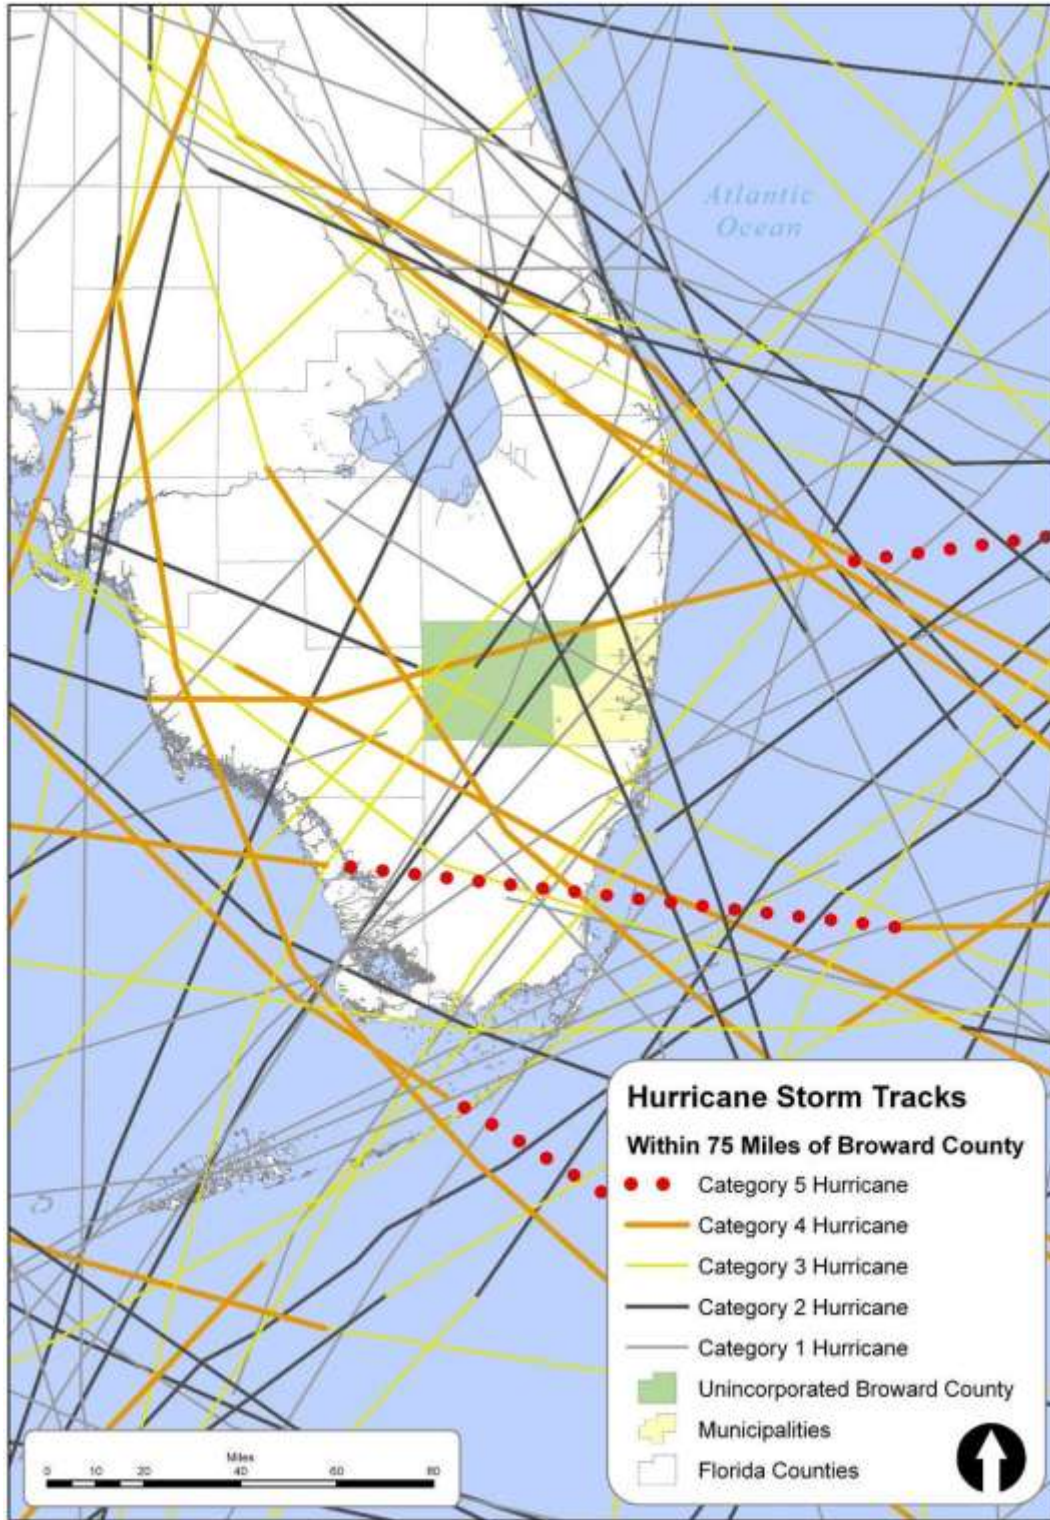 Atlantic
Ocean
Hurricane Storm Tracks
Within 75 Miles of Broward County
Category 5 Hurricane
Category 4 Hurricane
Category 3 Hurricane
Category 2 Hurricane
Category 1 Hurricane
Unincorporated Broward County
Municipalities
Florida Counties
Miles
0 10 20 40 60 80